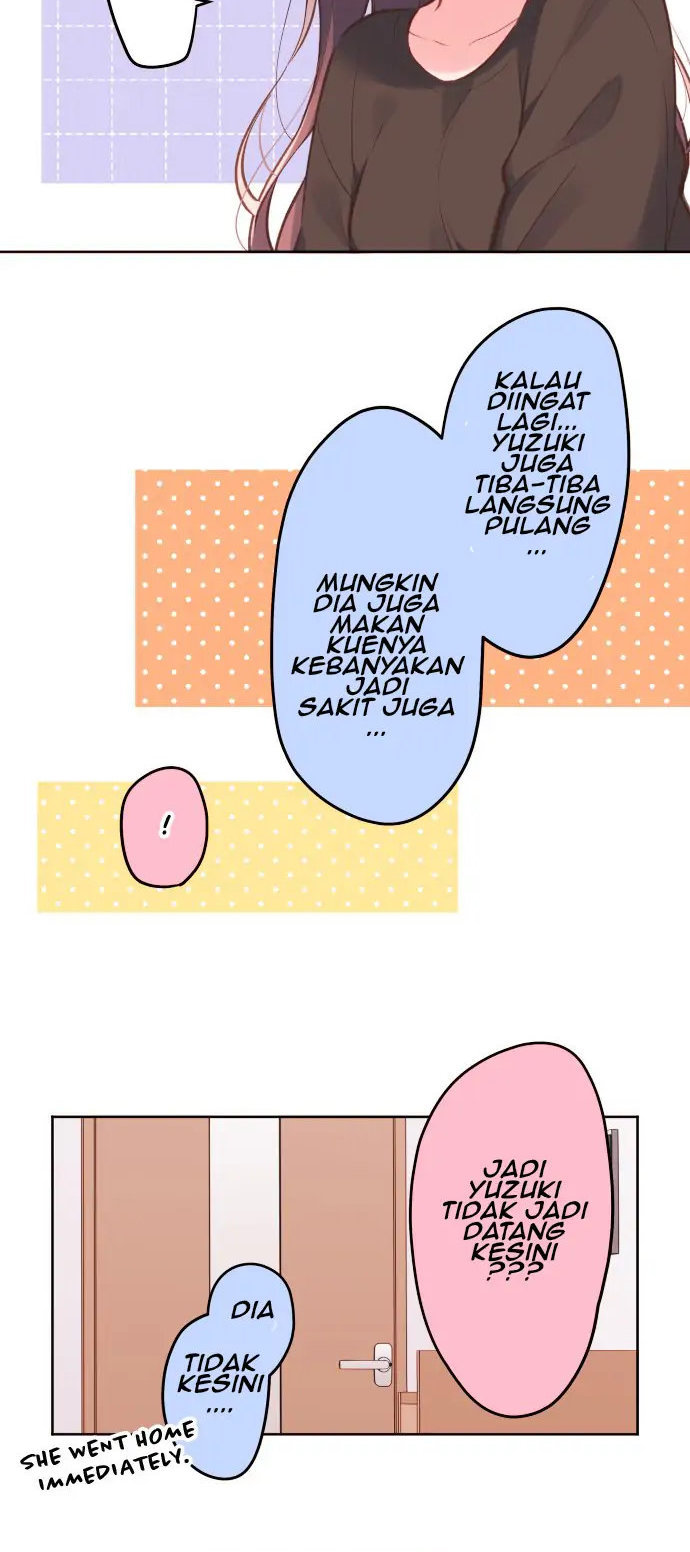 KALAU
DIINGAT
LAGI...
YUZUKI
JUGA
TIBA-TIBA
LANGSUNG
PULANG
...
MUNGKIN
DIA JUGA
MAKAN
KUENYA
KEBANYAKAN
JADI
SAKIT JUGA
...
!
JADI
YUZUKI
TIDAK JADI
DATANG
KESINI
???
DIA
TIDAK
KESINI
....
SHE WENT HOME
IMMEDIATELY.